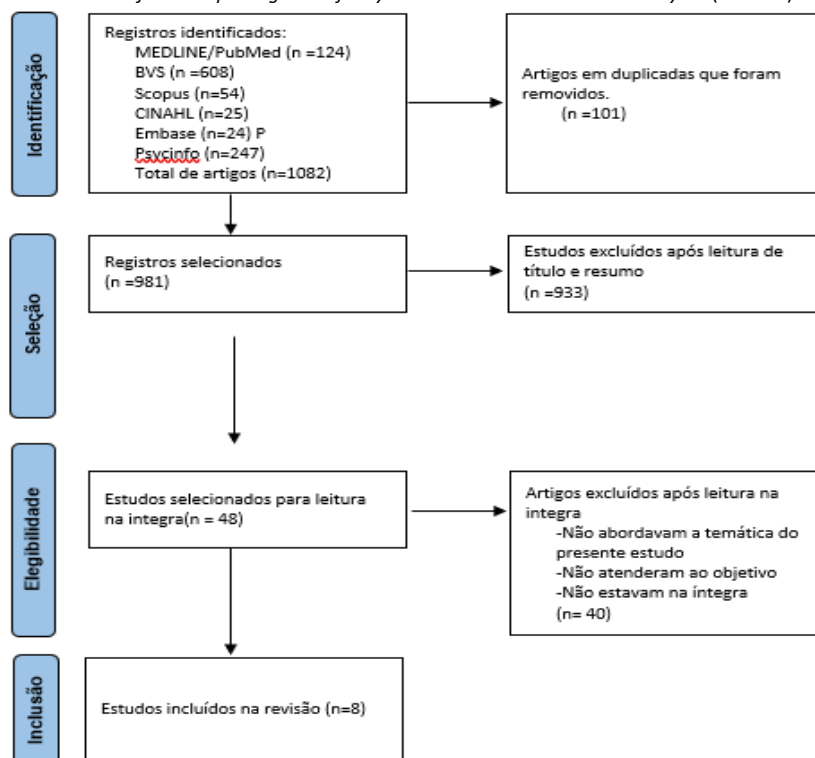 Identificação
Registros identificados:
MEDLINE/PubMed (n =124)
BVS (n =608)
Scopus (n=54)
CINAHL (n=25)
Embase (n=24) P
Psycinfo (n=247)
Total de artigos (n=1082)
Artigos em duplicadas que foram
removidos.
(n =101)
Seleção
Registros selecionados
(n =981)
Estudos excluídos após leitura de
título e resumo
(n =933)
Elegibilidade
Estudos selecionados para leitura
na integra(n = 48)
Artigos excluídos após leitura na
integra
-Não abordavam a temática do
presente estudo
-Não atenderam ao objetivo
-Não estavam na íntegra
(n= 40)
Inclusão
Estudos incluídos na revisão (n=8)